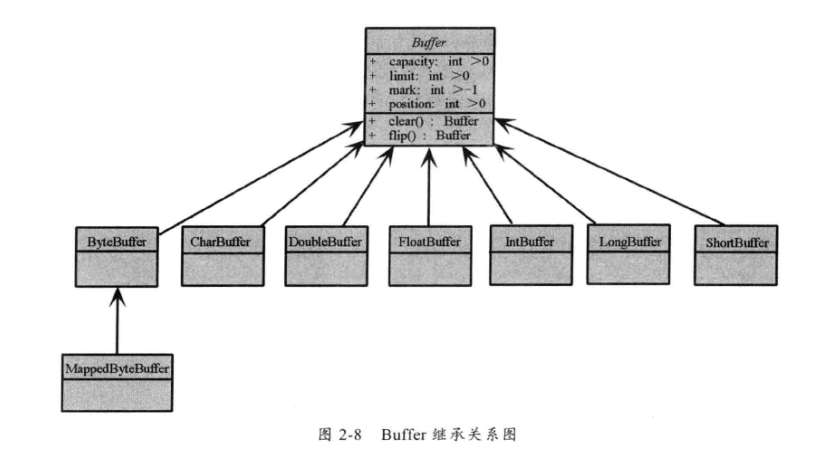 Buffer
+ capacity: int >0
+ limit: int >0
+ mark: int >-1
+ position: int >0
+ clear() : Buffer
+ flip() : Buffer
ByteBuffer
CharBuffer
DoubleBuffer
FloatBuffer
IntBuffer
LongBuffer
ShortBuffer
MappedByteBuffer
图 2-8 Buffer 继承关系图